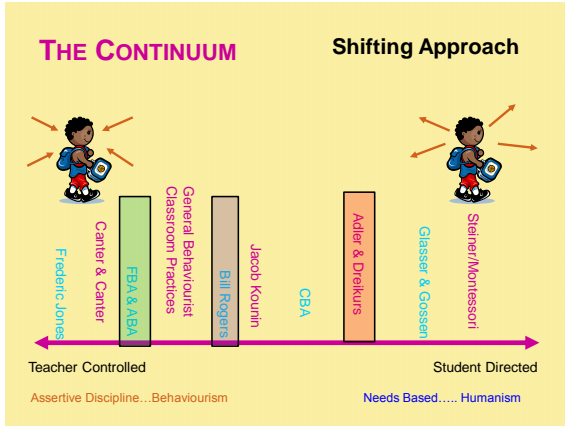 THE CONTINUUM
Shifting Approach
Frederic Jones
Canter & Canter
FBA & ABA
General Behaviourist
Classroom Practices
Bill Rogers
Jacob Kounin
CBA
Adler & Dreikurs
Glasser & Gossen
Steiner/Montessori
Teacher Controlled
Student Directed
Assertive Discipline…Behaviourism
Needs Based….. Humanism